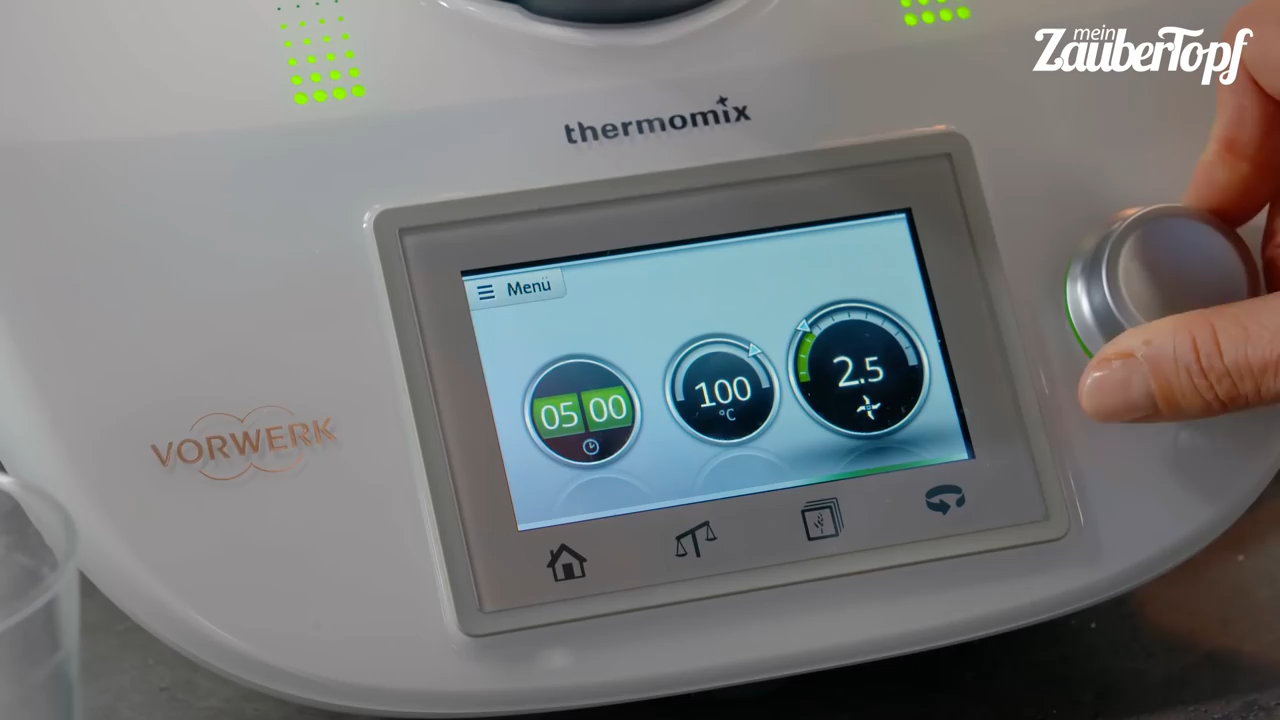 mein
ZauberTopf
thermomix
Menü
05 00
100
°C
2.5
VORWERK